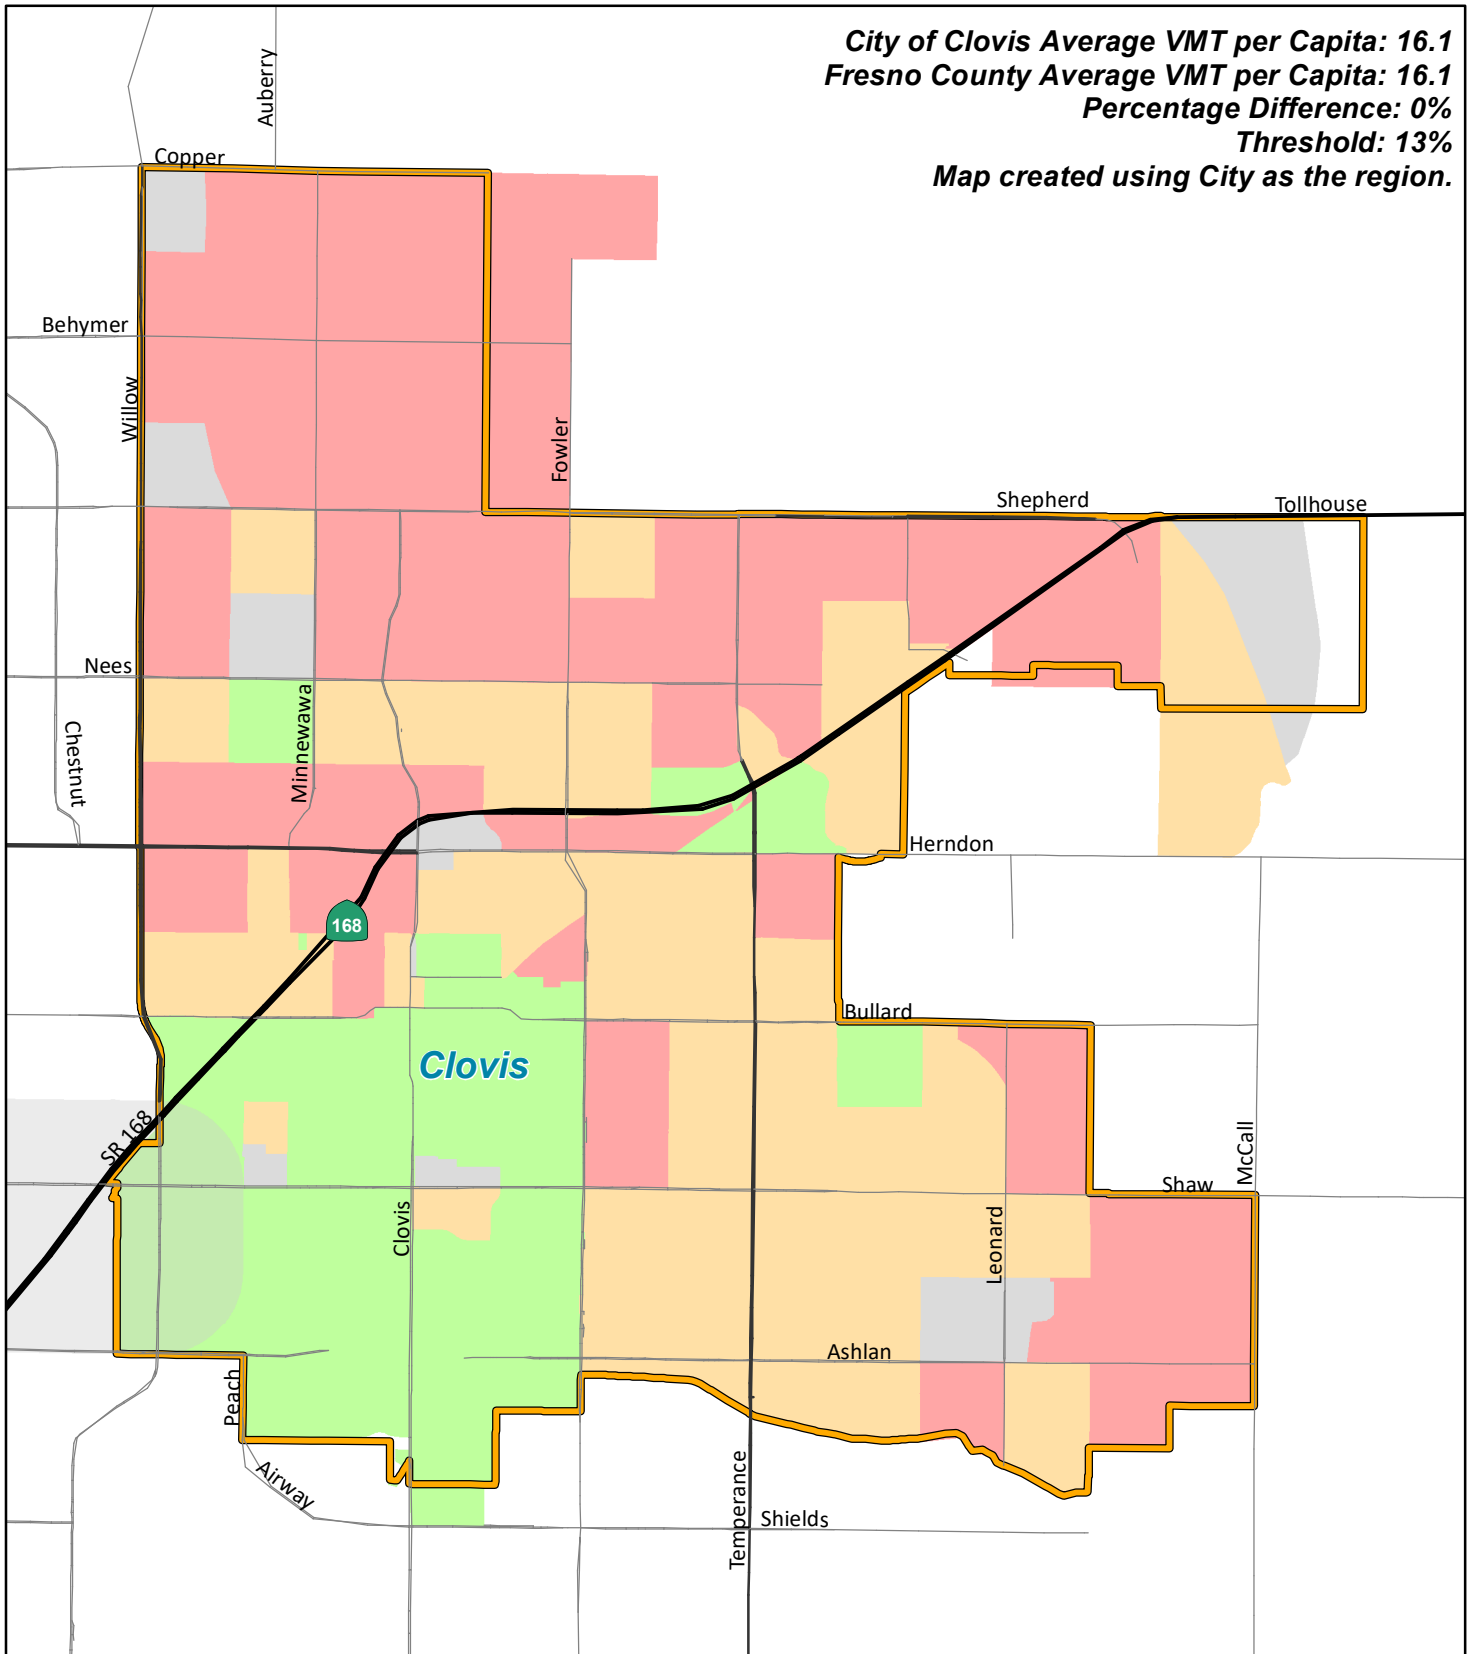 City of Clovis Average VMT per Capita: 16.1
Fresno County Average VMT per Capita: 16.1
Percentage Difference: 0%
Threshold: 13%
Map created using City as the region.
Auberry
Copper
Behymer
Willow
Fowler
Shepherd
Tollhouse
Nees
Minnewawa
Chestnut
Herndon
168
Bullard
Clovis
SR 168
McCall
Shaw
Clovis
Leonard
Ashlan
Peach
Airway
Temperance
Shields